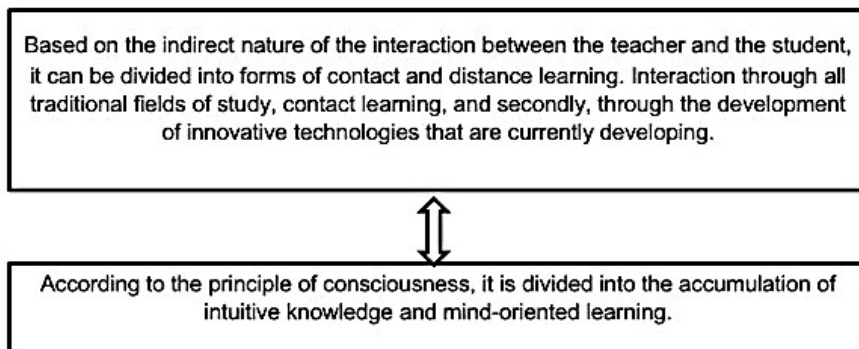 Based on the indirect nature of the interaction between the teacher and the student,
it can be divided into forms of contact and distance learning. Interaction through all
traditional fields of study, contact learning, and secondly, through the development
of innovative technologies that are currently developing.
According to the principle of consciousness, it is divided into the accumulation of
intuitive knowledge and mind-oriented learning.